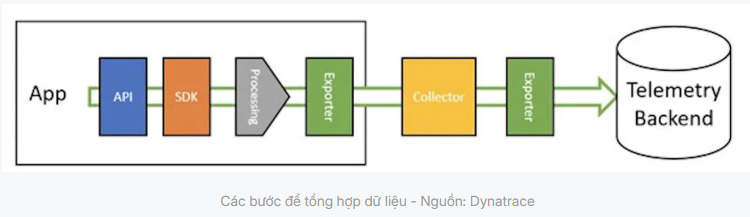 App
API
SDK
Processing
Exporter
Collector
Exporter
Telemetry
Backend
Các bước để tổng hợp dữ liệu - Nguồn: Dynatrace